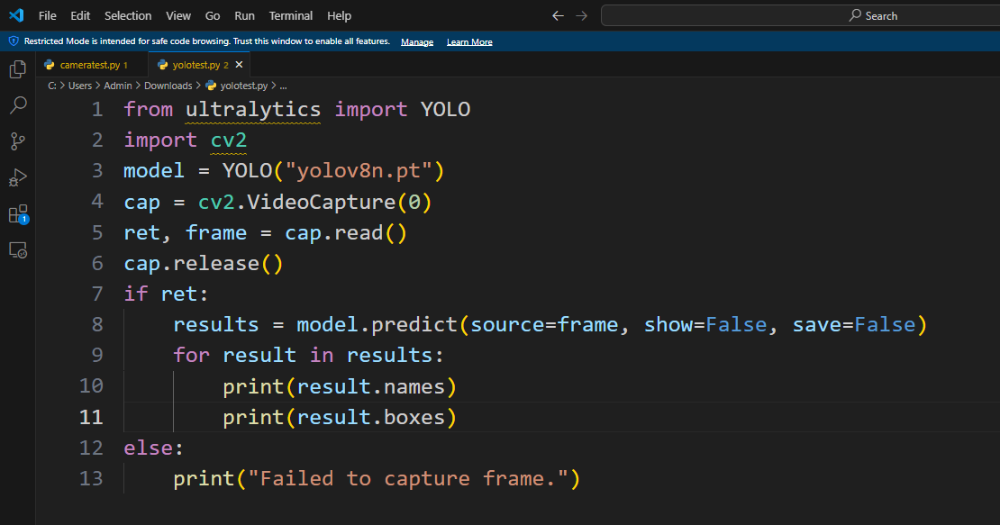 File Edit Selection View Go Run Terminal Help Search
Restricted Mode is intended for safe code browsing. Trust this window to enable all features. Manage Learn More
cameratest.py 1 yolotest.py 2 ×
C: > Users > Admin > Downloads > yolotest.py > ...
1 from ultralytics import YOLO
2 import cv2
3 model = YOLO("yolov8n.pt")
4 cap = cv2.VideoCapture(0)
5 ret, frame = cap.read()
6 cap.release()
7 if ret:
8     results = model.predict(source=frame, show=False, save=False)
9     for result in results:
10         print(result.names)
11         print(result.boxes)
12 else:
13     print("Failed to capture frame.")
1